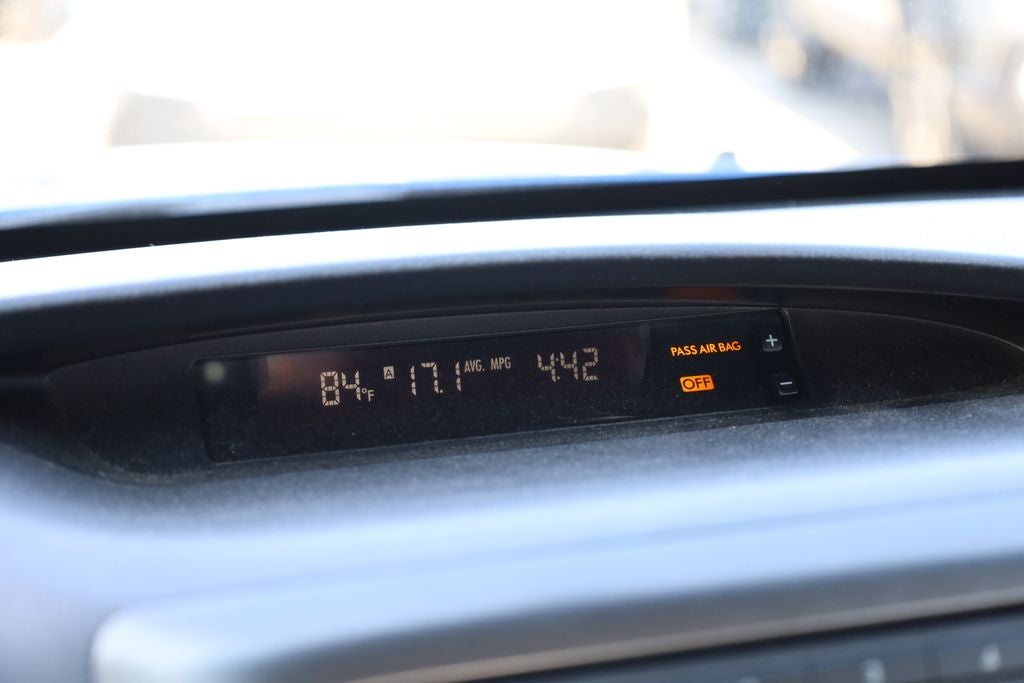 84°F A 17.1 AVG. MPG 4:42
PASS AIR BAG
OFF
+
−